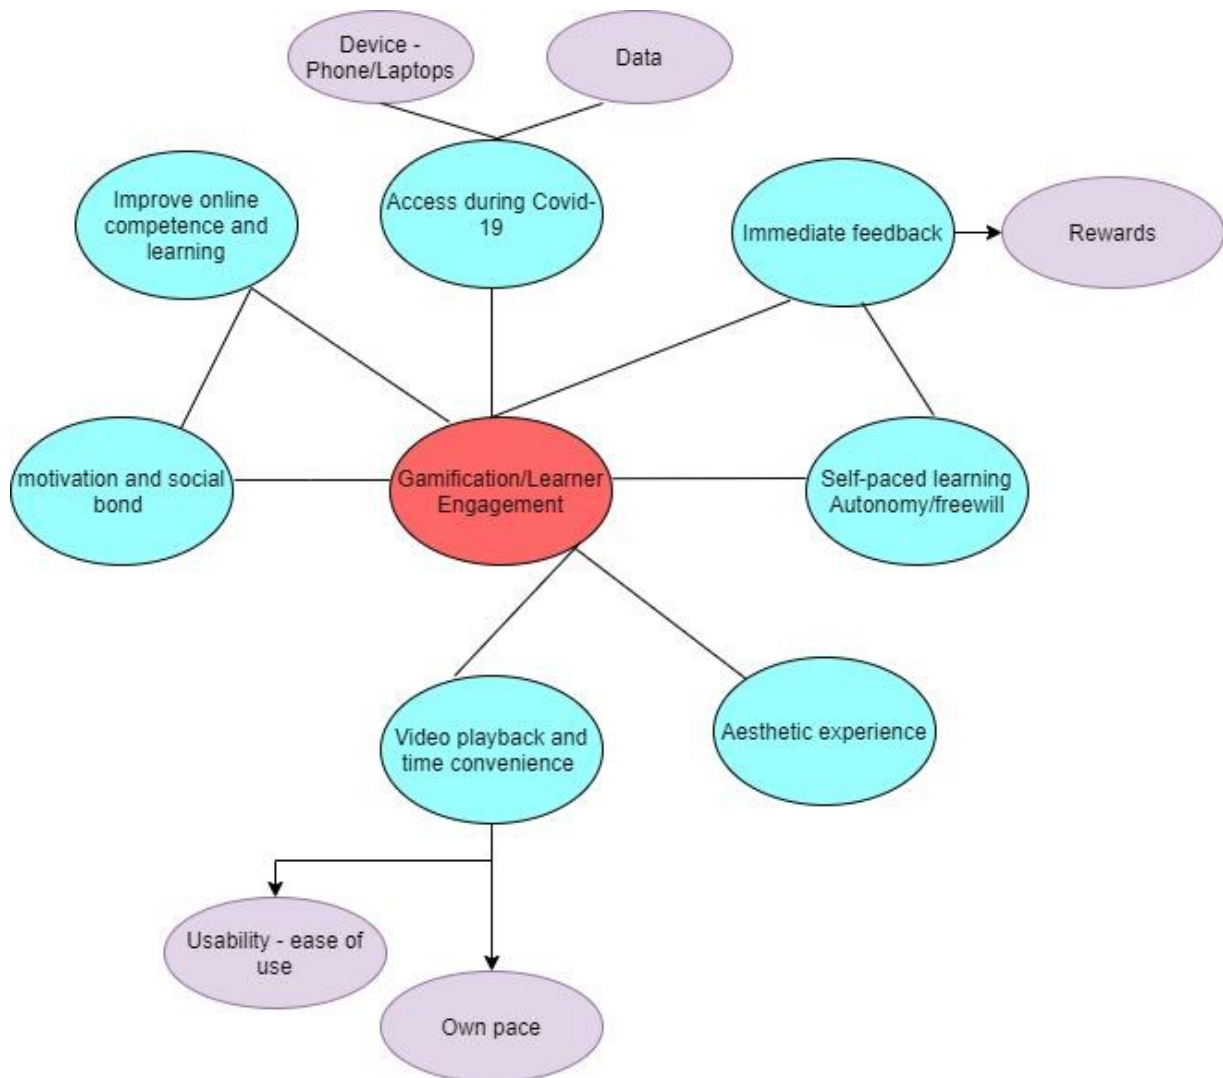 Device -
Phone/Laptops
Data
Improve online
competence and
learning
Access during Covid-
19
Immediate feedback
Rewards
motivation and social
bond
Gamification/Learner
Engagement
Self-paced learning
Autonomy/freewill
Video playback and
time convenience
Aesthetic experience
Usability - ease of
use
Own pace